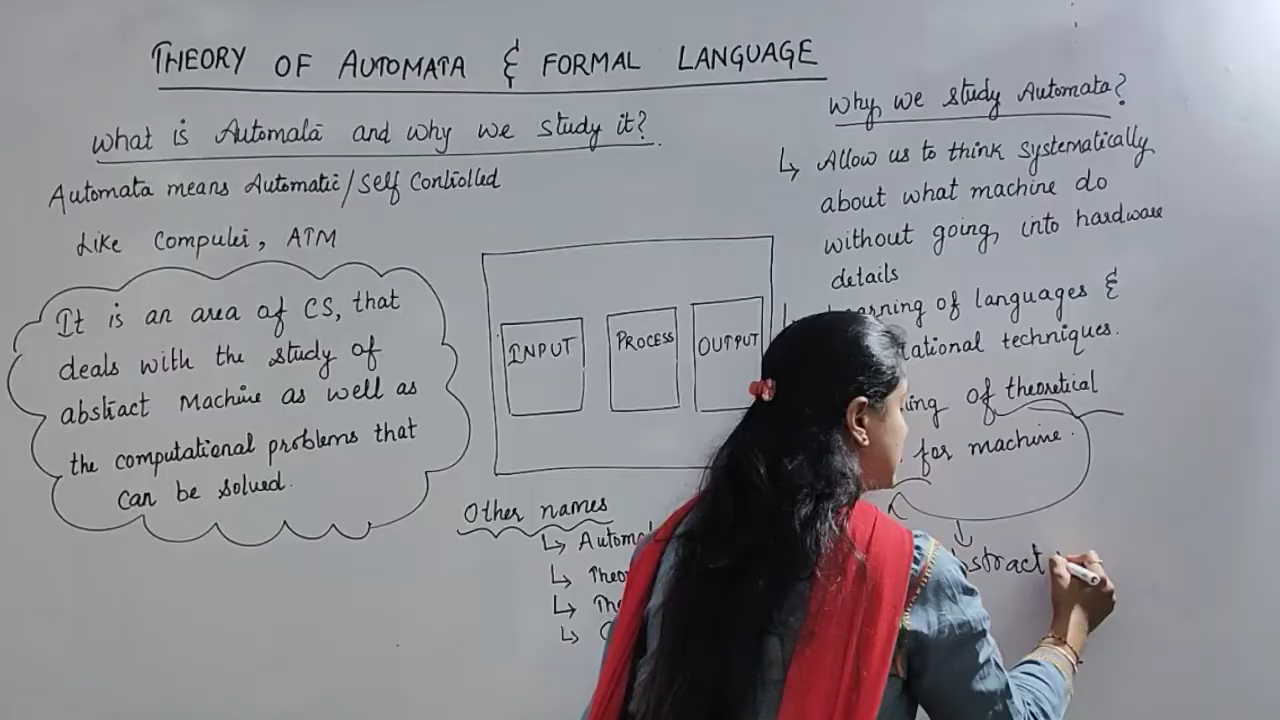 THEORY OF AUTOMATA & FORMAL LANGUAGE
What is Automata and why we study it?
Automata means Automatic/Self Controlled
Like Computer, ATM
It is an area of CS, that
deals with the study of
abstract Machine as well as
the computational problems that
can be solved.
INPUT
PROCESS
OUTPUT
Other names
↳
↳
↳
↳
Why we study Automata?
↳ Allow us to think systematically
about what machine do
without going into hardware
details
of languages &
techniques.
of theoretical
for machine.